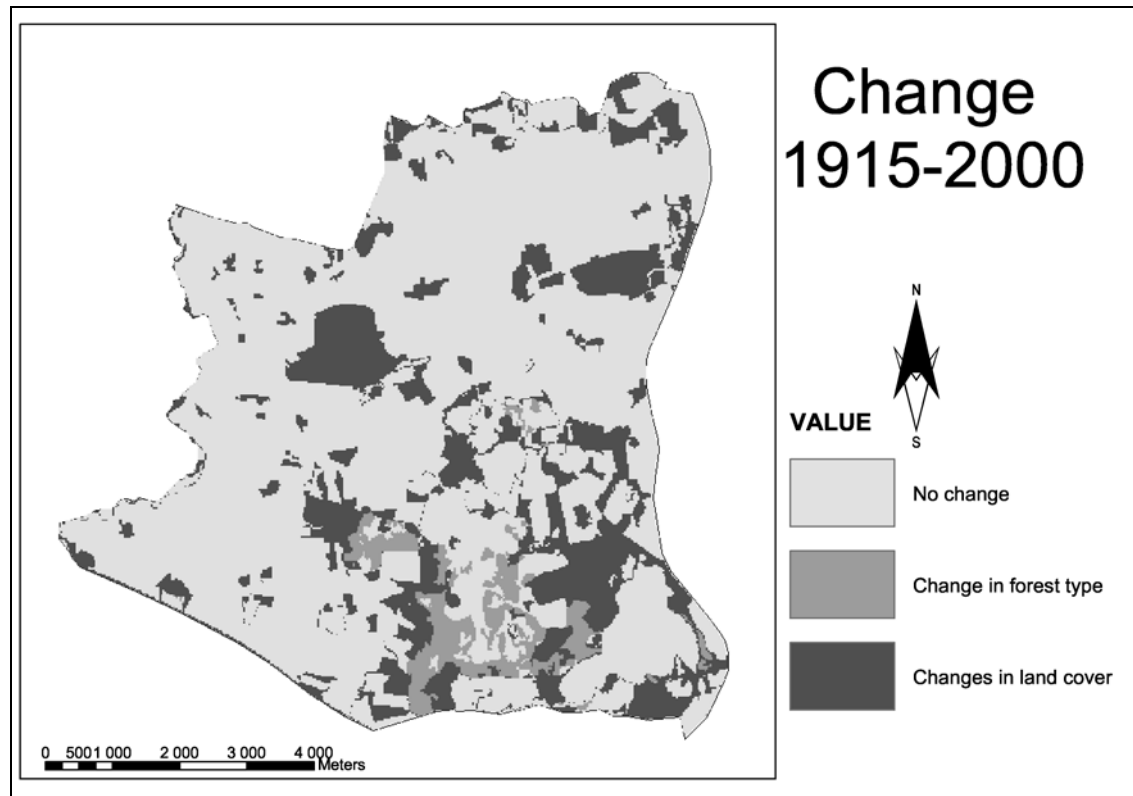 Change
1915-2000
N
S
VALUE
No change
Change in forest type
Changes in land cover
0 500 1 000 2 000 3 000 4 000
Meters